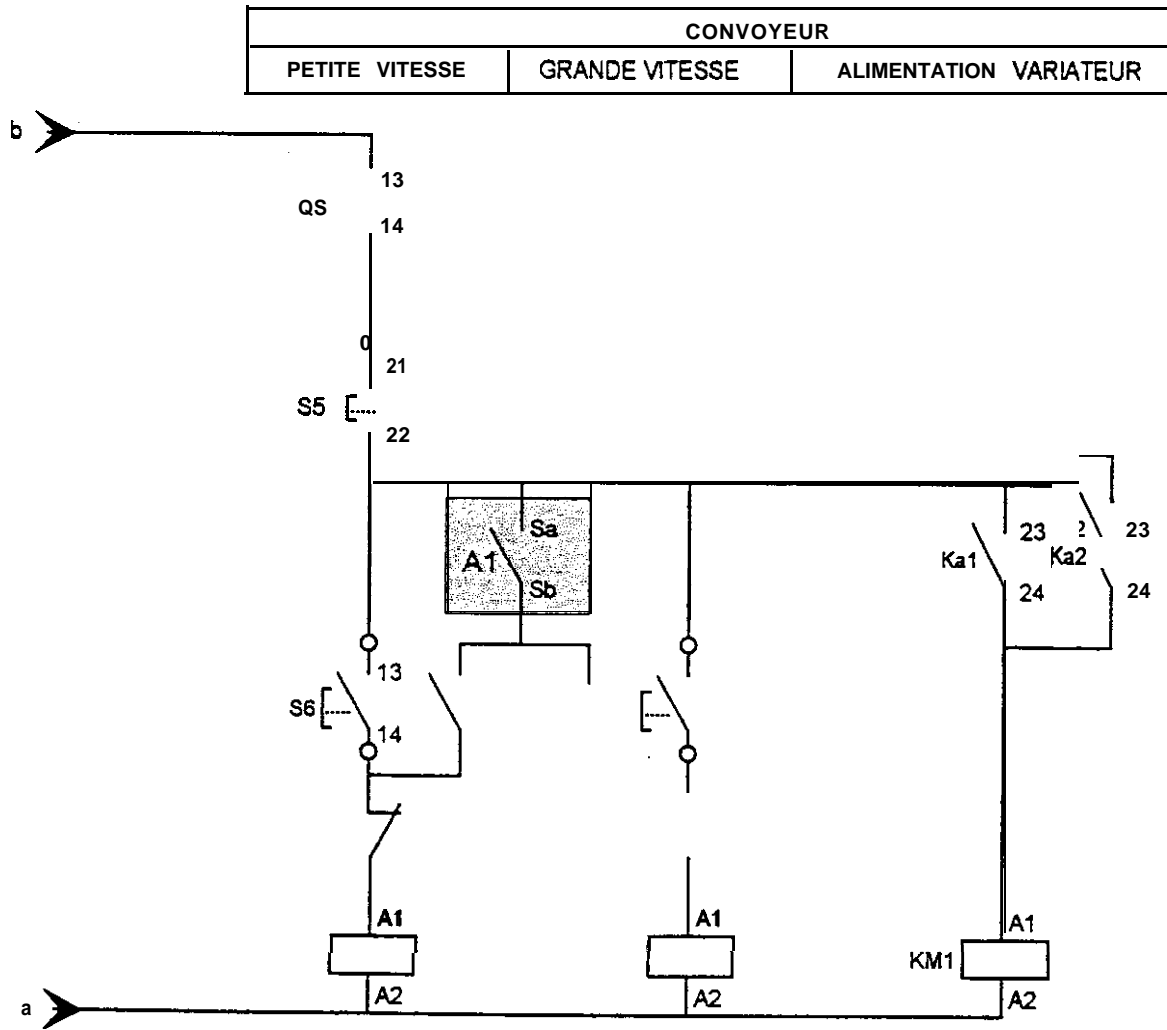 CONVOYEUR
PETITE VITESSE GRANDE VITESSE ALIMENTATION VARIATEUR
b
13
QS
14
0
21
S5
22
Sa
A1
Sb
23 2 23
Ka1 Ka2
24 24
13
S6
14
A1 A1 A1
KM1
A2 A2 A2
a